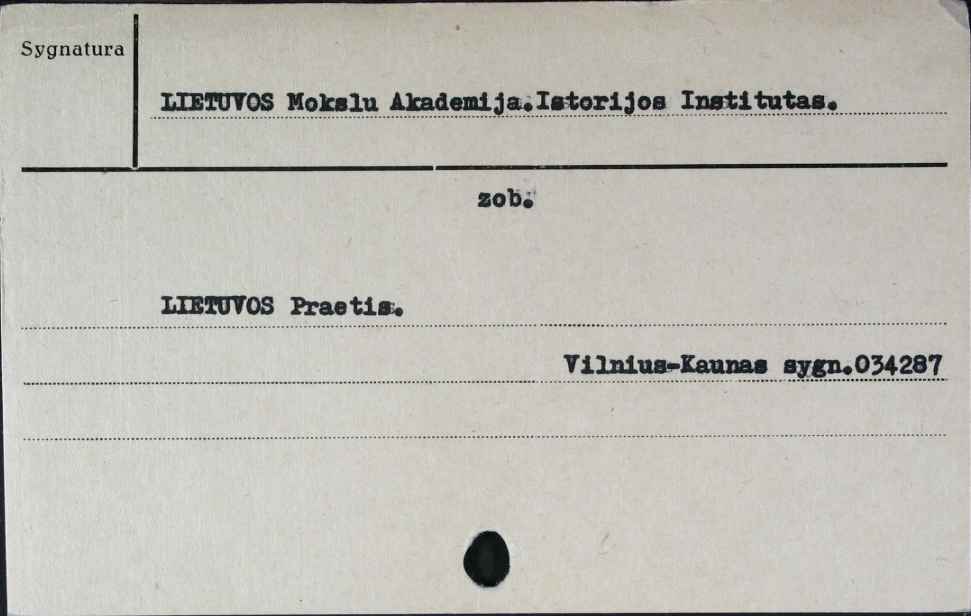 Sygnatura
LIETUVOS Mokslu Akademija.Istorijos Institutas.
zob.
LIETUVOS Praetis.
Vilnius-Kaunas sygn.034287